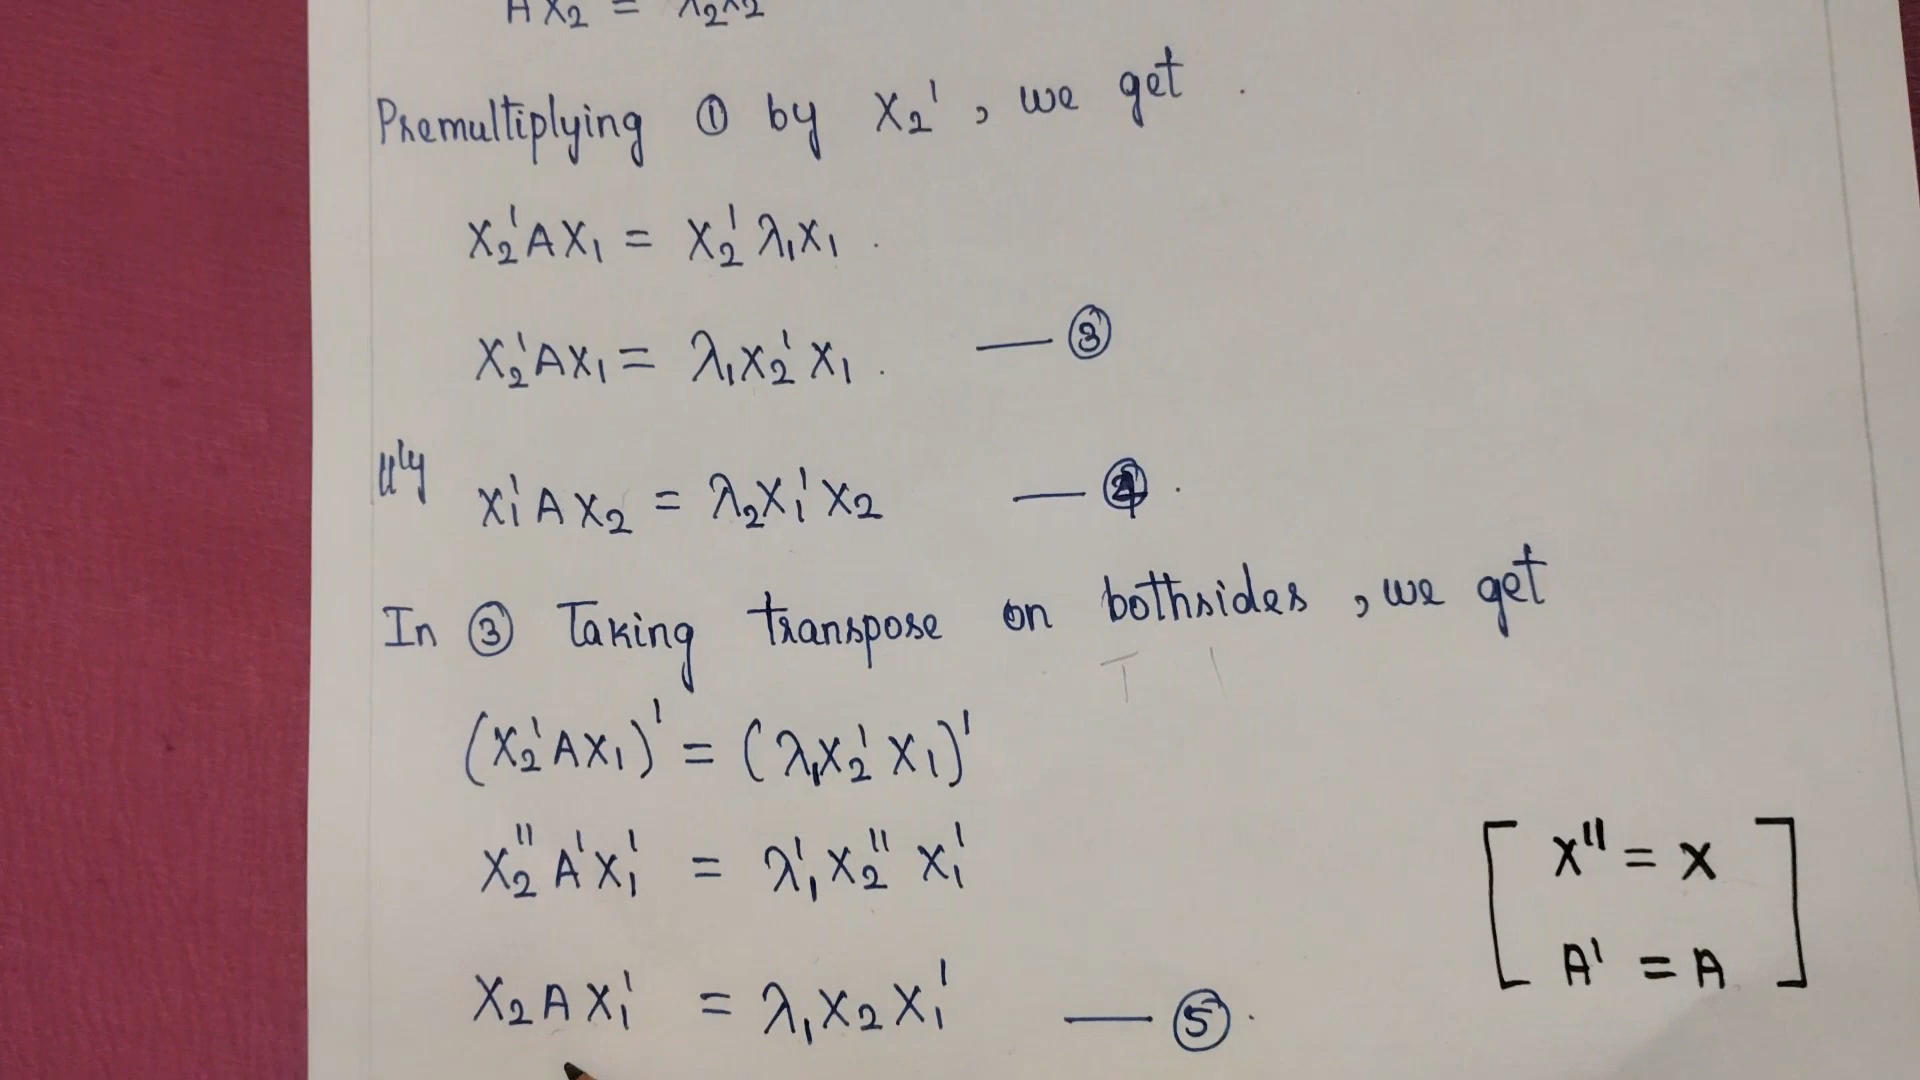 AX₂ = λ₂X₂
Premultiplying ① by X₂', we get
X₂'AX₁ = X₂'λ₁X₁.
X₂'AX₁ = λ₁X₂'X₁. — ③
|||ly X₁'AX₂ = λ₂X₁'X₂ — ④.
In ③ Taking transpose on bothsides, we get
(X₂'AX₁)' = (λ₁X₂'X₁)'
X₂''A'X₁' = λ₁'X₂''X₁'
X₂AX₁' = λ₁X₂X₁' — ⑤.
[X'' = X
A' = A]